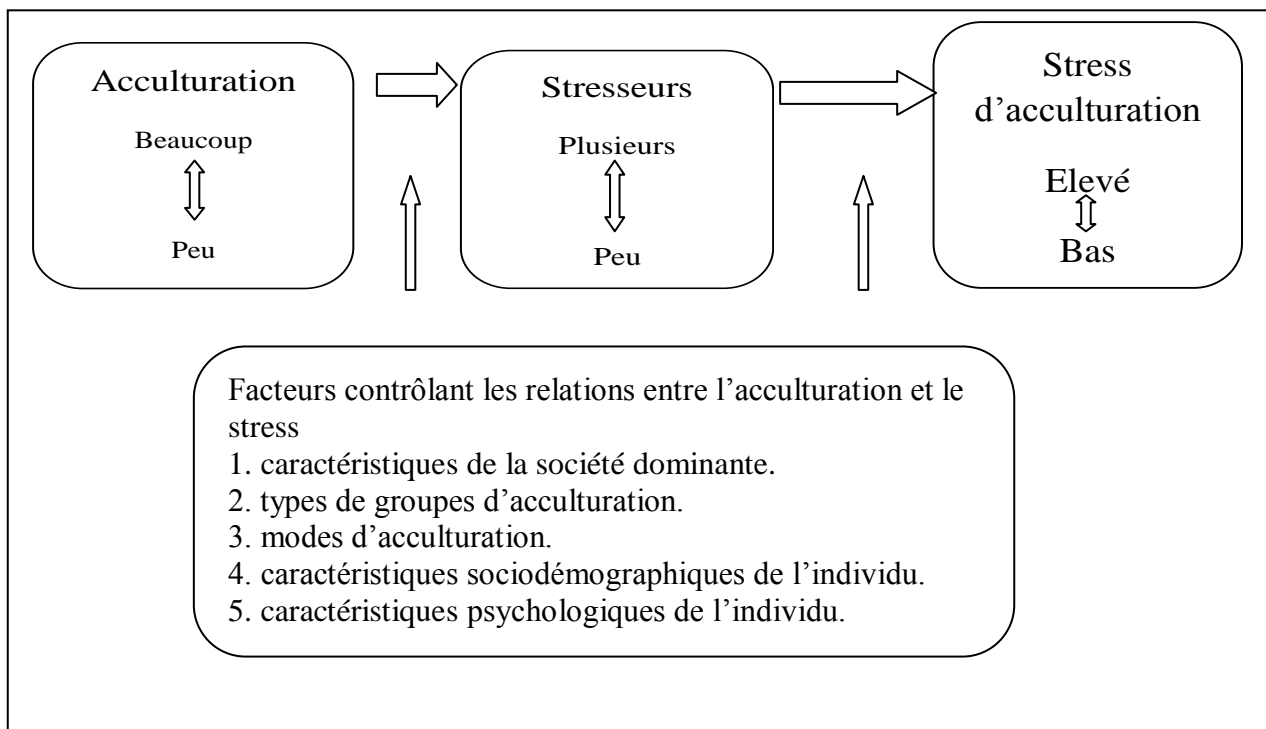 Acculturation
Beaucoup
Peu
Stresseurs
Plusieurs
Peu
Stress
d’acculturation
Elevé
Bas
Facteurs contrôlant les relations entre l’acculturation et le
stress
1. caractéristiques de la société dominante.
2. types de groupes d’acculturation.
3. modes d’acculturation.
4. caractéristiques sociodémographiques de l’individu.
5. caractéristiques psychologiques de l’individu.